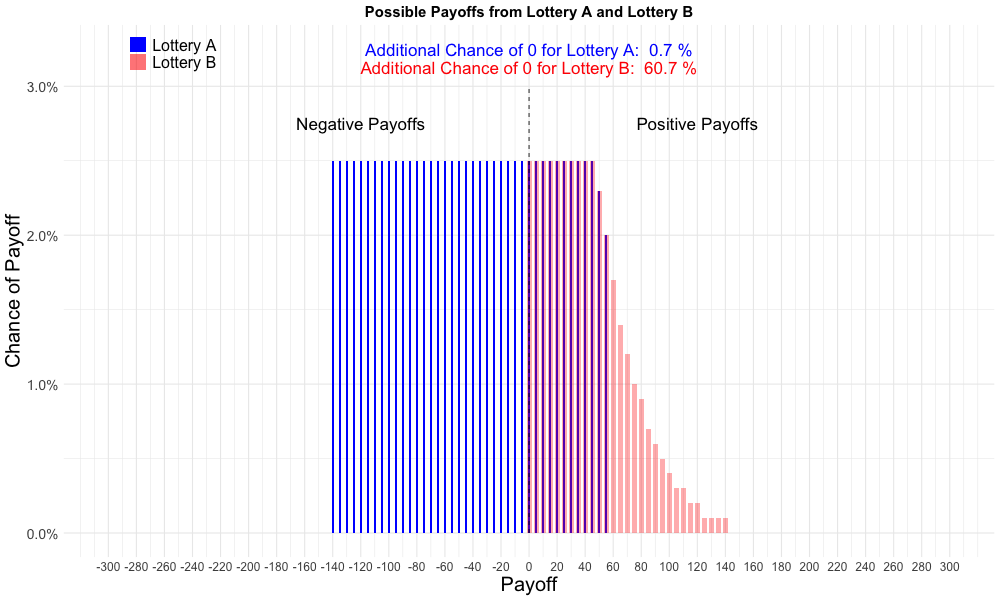 Possible Payoffs from Lottery A and Lottery B
Lottery A
Lottery B
Additional Chance of 0 for Lottery A:  0.7 %
Additional Chance of 0 for Lottery B:  60.7 %
Negative Payoffs
Positive Payoffs
3.0%
2.0%
1.0%
0.0%
Chance of Payoff
-300 -280 -260 -240 -220 -200 -180 -160 -140 -120 -100 -80 -60 -40 -20 0 20 40 60 80 100 120 140 160 180 200 220 240 260 280 300
Payoff